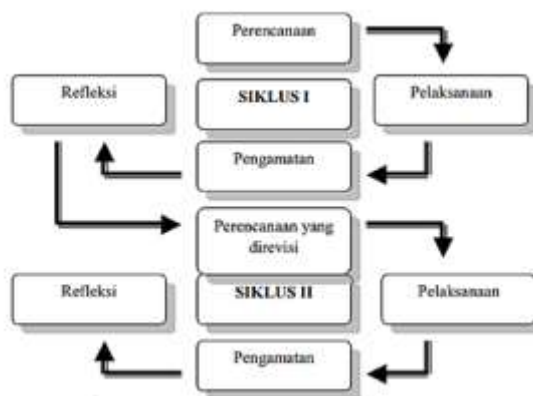 Perencanaan
Refleksi
SIKLUS I
Pelaksanaan
Pengamatan
Perencanaan yang
direvisi
Refleksi
SIKLUS II
Pelaksanaan
Pengamatan